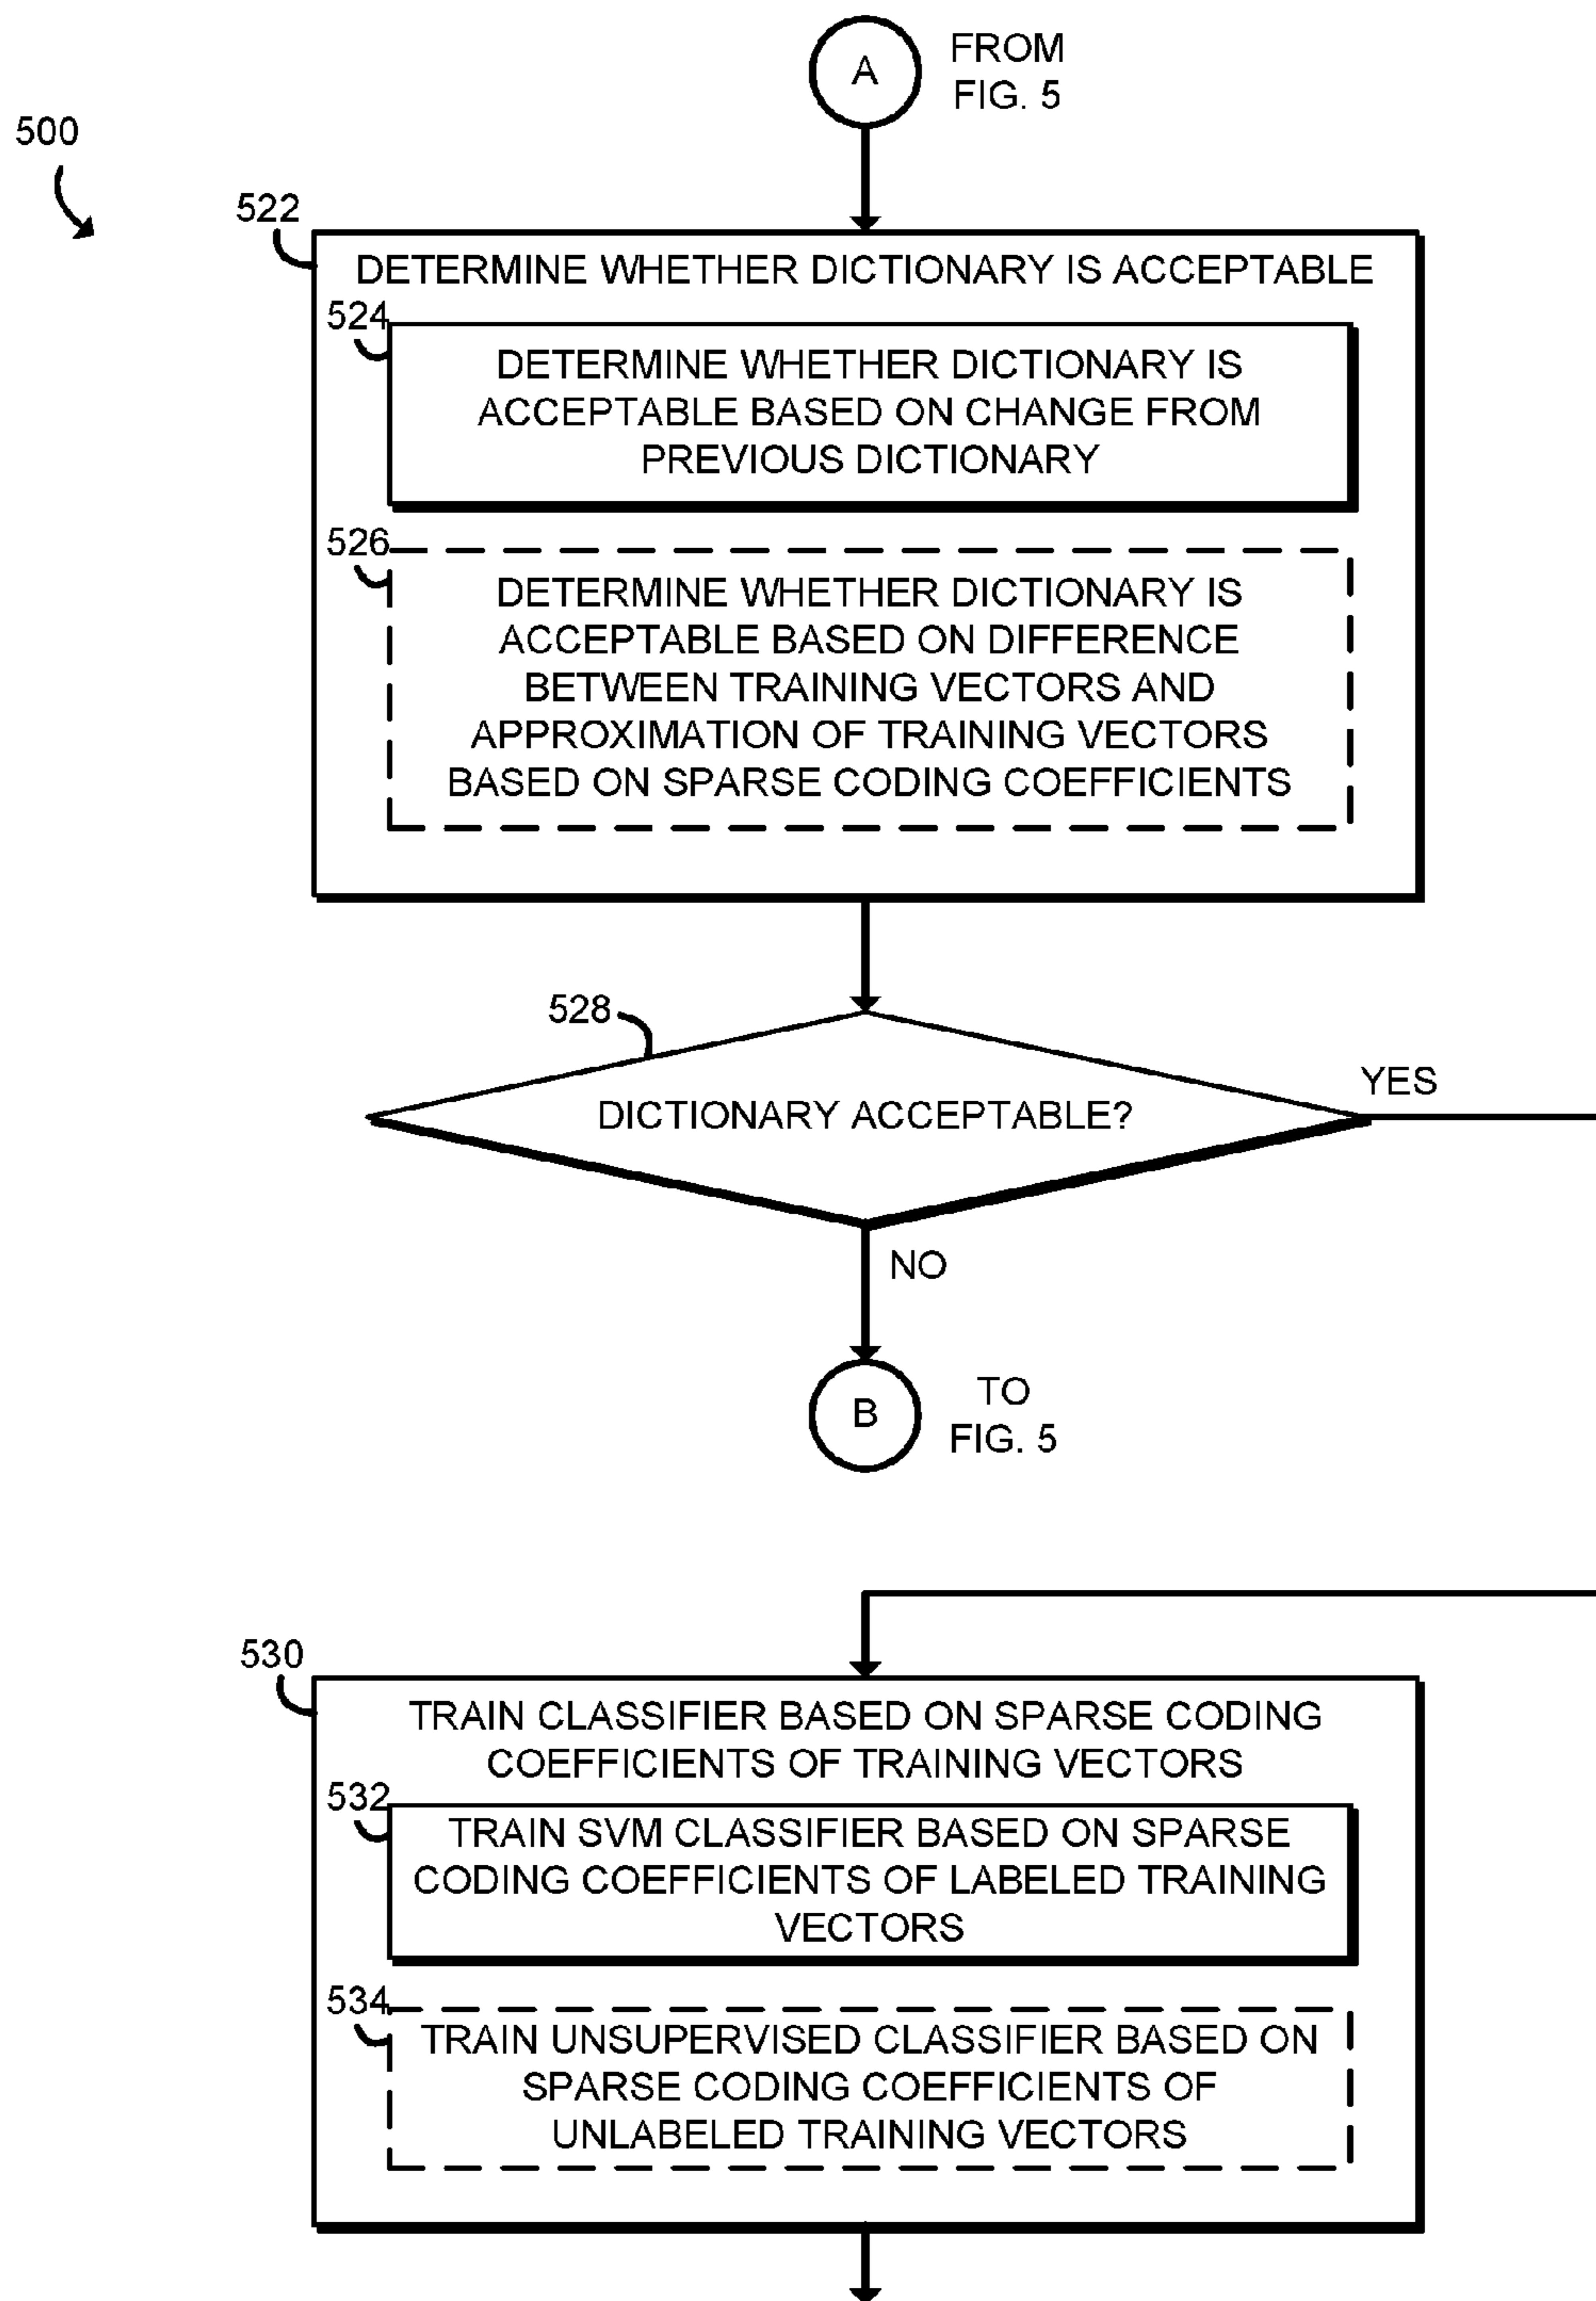 A
FROM
FIG. 5
500
522
DETERMINE WHETHER DICTIONARY IS ACCEPTABLE
524
DETERMINE WHETHER DICTIONARY IS
ACCEPTABLE BASED ON CHANGE FROM
PREVIOUS DICTIONARY
526
DETERMINE WHETHER DICTIONARY IS
ACCEPTABLE BASED ON DIFFERENCE
BETWEEN TRAINING VECTORS AND
APPROXIMATION OF TRAINING VECTORS
BASED ON SPARSE CODING COEFFICIENTS
528
DICTIONARY ACCEPTABLE?
YES
NO
B
TO
FIG. 5
530
TRAIN CLASSIFIER BASED ON SPARSE CODING
COEFFICIENTS OF TRAINING VECTORS
532
TRAIN SVM CLASSIFIER BASED ON SPARSE
CODING COEFFICIENTS OF LABELED TRAINING
VECTORS
534
TRAIN UNSUPERVISED CLASSIFIER BASED ON
SPARSE CODING COEFFICIENTS OF
UNLABELED TRAINING VECTORS